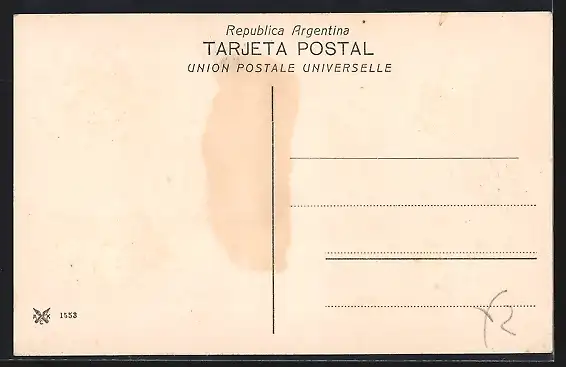 Republica Argentina
TARJETA POSTAL
UNION POSTALE UNIVERSELLE
1553